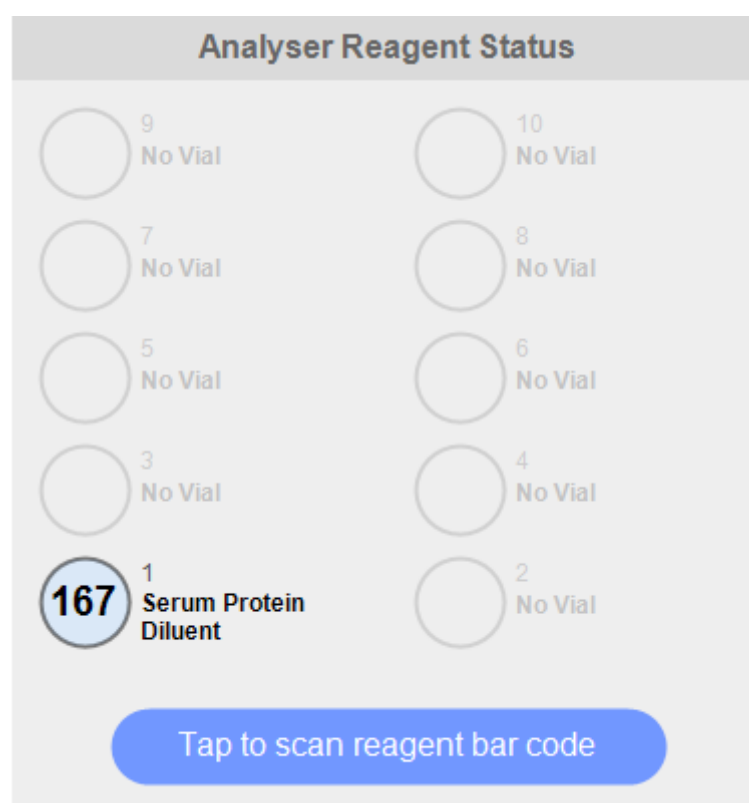 Analyser Reagent Status
9
No Vial
10
No Vial
7
No Vial
8
No Vial
5
No Vial
6
No Vial
3
No Vial
4
No Vial
167
1
Serum Protein
Diluent
2
No Vial
Tap to scan reagent bar code